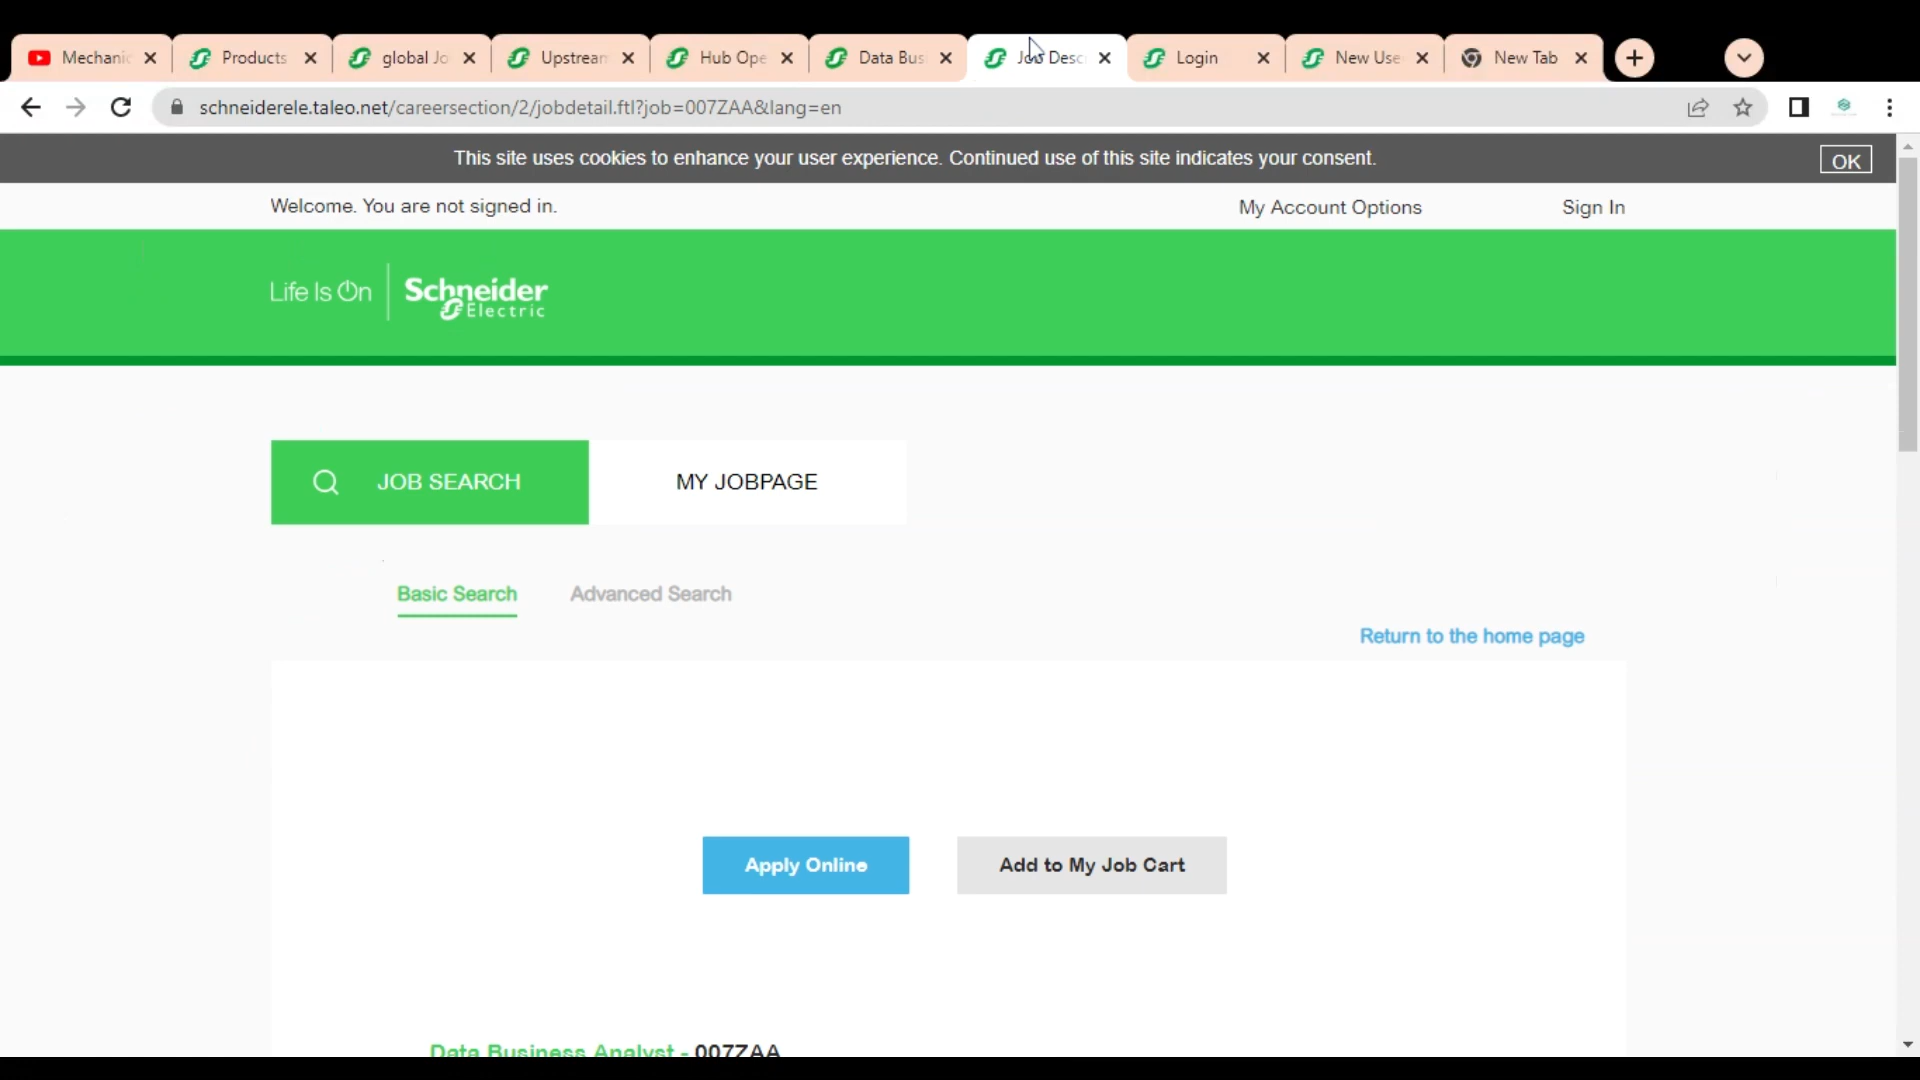 Mechanic Products global Jo Upstream Hub Ope Data Bus Job Desc Login New Use New Tab
schneiderele.taleo.net/careersection/2/jobdetail.ftl?job=007ZAA&lang=en
This site uses cookies to enhance your user experience. Continued use of this site indicates your consent. OK
Welcome. You are not signed in. My Account Options Sign In
Life Is On Schneider Electric
JOB SEARCH MY JOBPAGE
Basic Search Advanced Search
Return to the home page
Apply Online Add to My Job Cart
Data Business Analyst - 007ZAA